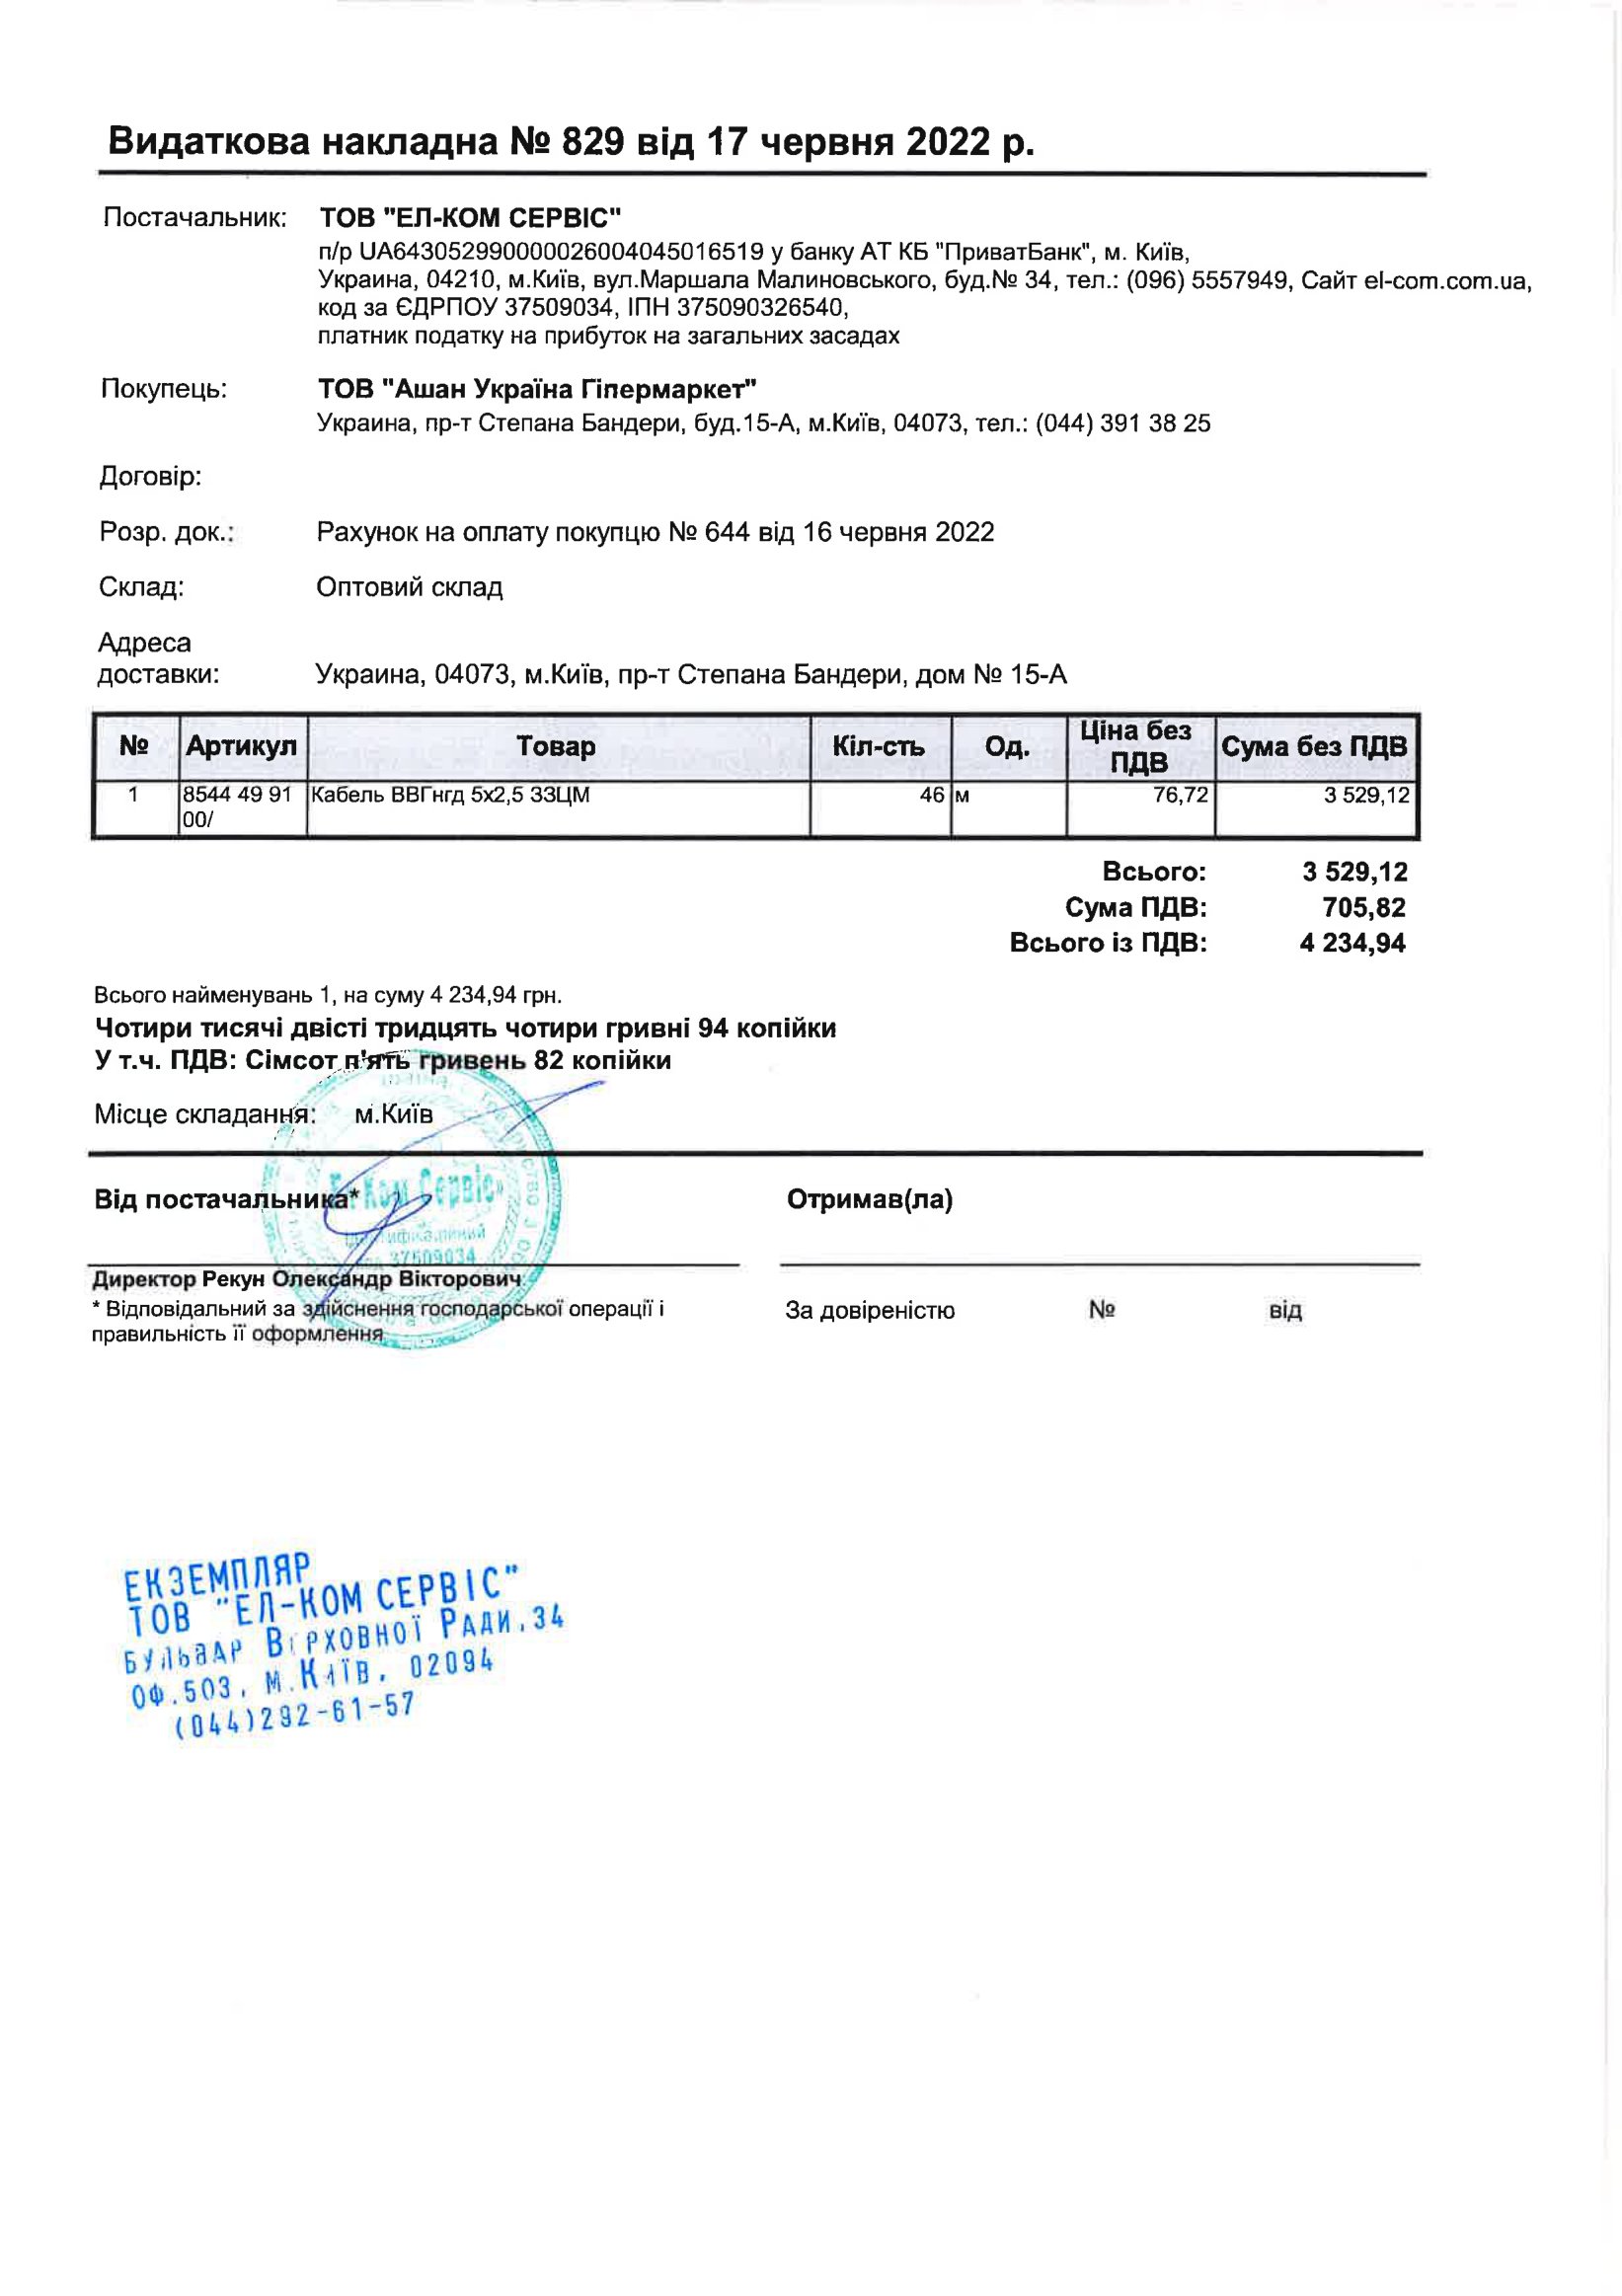 Видаткова накладна № 829 від 17 червня 2022 р.
Постачальник: ТОВ "ЕЛ-КОМ СЕРВІС"
п/р UA643052990000026004045016519 у банку АТ КБ "ПриватБанк", м. Київ,
Украина, 04210, м.Київ, вул.Маршала Малиновського, буд.№ 34, тел.: (096) 5557949, Сайт el-com.com.ua,
код за ЄДРПОУ 37509034, ІПН 375090326540,
платник податку на прибуток на загальних засадах
Покупець: ТОВ "Ашан Україна Гіпермаркет"
Украина, пр-т Степана Бандери, буд.15-А, м.Київ, 04073, тел.: (044) 391 38 25
Договір:
Розр. док.: Рахунок на оплату покупцю № 644 від 16 червня 2022
Склад: Оптовий склад
Адреса
доставки: Украина, 04073, м.Київ, пр-т Степана Бандери, дом № 15-А
№ Артикул Товар Кіл-сть Од. Ціна без ПДВ Сума без ПДВ
1 8544 49 91 Кабель ВВГнгд 5х2,5 ЗЗЦМ 46 м 76,72 3 529,12
00/
Всього: 3 529,12
Сума ПДВ: 705,82
Всього із ПДВ: 4 234,94
Всього найменувань 1, на суму 4 234,94 грн.
Чотири тисячі двісті тридцять чотири гривні 94 копійки
У т.ч. ПДВ: Сімсот п'ять гривень 82 копійки
Місце складання: м.Київ
Від постачальника* Отримав(ла)
Ком Сервіс»
37509034
Директор Рекун Олександр Вікторович
* Відповідальний за здійснення господарської операції і
правильність її оформлення
За довіреністю № від
ЕКЗЕМПЛЯР
ТОВ "ЕЛ-КОМ СЕРВІС"
БУЛЬВАР ВЕРХОВНОЇ РАДИ,34
ОФ.503, М.КИЇВ, 02094
(044)292-61-57